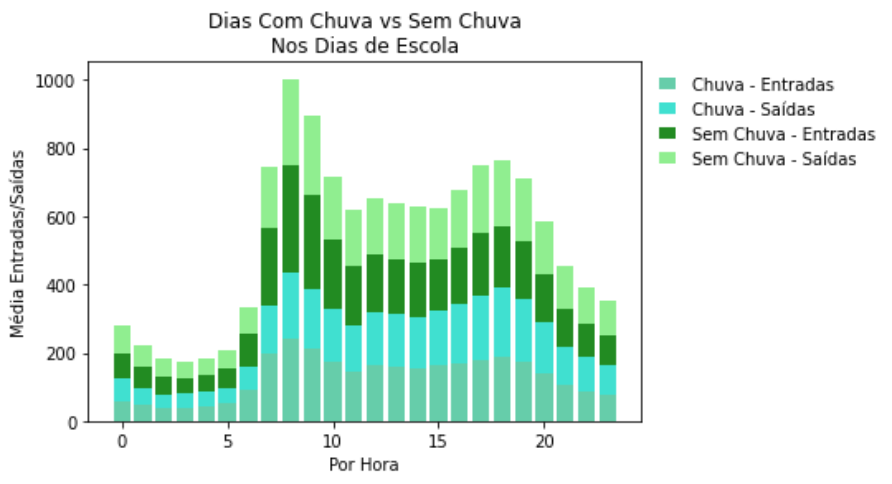 Dias Com Chuva vs Sem Chuva
Nos Dias de Escola
1000
800
600
400
200
0
Média Entradas/Saídas
0 5 10 15 20
Por Hora
Chuva - Entradas
Chuva - Saídas
Sem Chuva - Entradas
Sem Chuva - Saídas